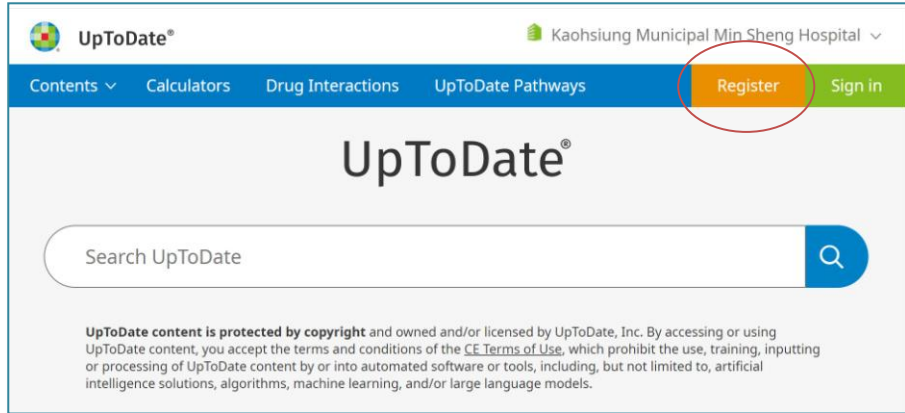 UpToDate®
Kaohsiung Municipal Min Sheng Hospital
Contents
Calculators
Drug Interactions
UpToDate Pathways
Register
Sign in
UpToDate®
Search UpToDate
UpToDate content is protected by copyright and owned and/or licensed by UpToDate, Inc. By accessing or using
UpToDate content, you accept the terms and conditions of the CE Terms of Use, which prohibit the use, training, inputting
or processing of UpToDate content by or into automated software or tools, including, but not limited to, artificial
intelligence solutions, algorithms, machine learning, and/or large language models.